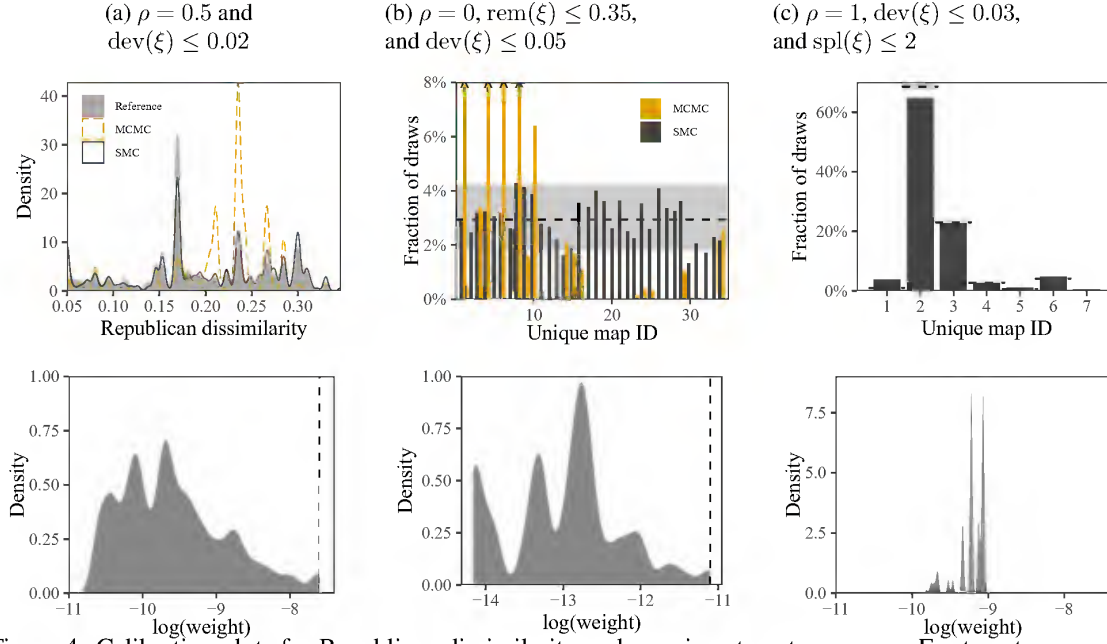 (a) ρ = 0.5 and
dev(ξ) ≤ 0.02
(b) ρ = 0, rem(ξ) ≤ 0.35,
and dev(ξ) ≤ 0.05
(c) ρ = 1, dev(ξ) ≤ 0.03,
and spl(ξ) ≤ 2
Density
40
30
20
10
0
Reference
MCMC
SMC
0.05 0.10 0.15 0.20 0.25 0.30
Republican dissimilarity
Fraction of draws
8%
6%
4%
2%
0%
MCMC
SMC
10 20 30
Unique map ID
Fraction of draws
60%
40%
20%
0%
1 2 3 4 5 6 7
Unique map ID
Density
1.00
0.75
0.50
0.25
0.00
−11 −10 −9 −8
log(weight)
Density
1.00
0.75
0.50
0.25
0.00
−14 −13 −12 −11
log(weight)
Density
7.5
5.0
2.5
0.0
−11 −10 −9 −8
log(weight)